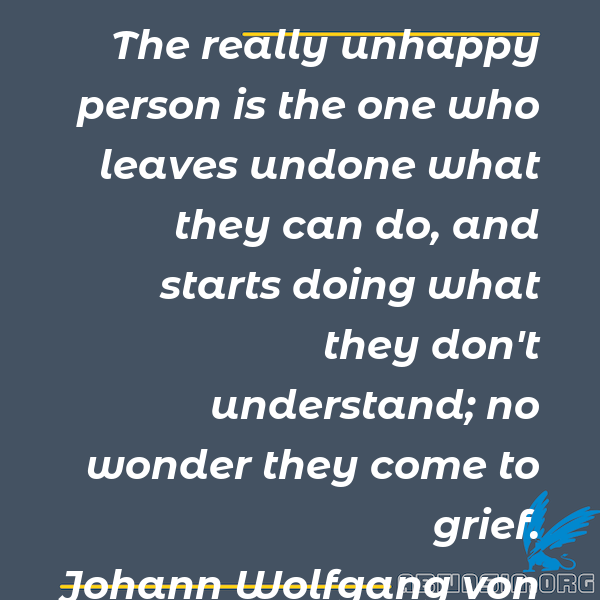 The really unhappy
person is the one who
leaves undone what
they can do, and
starts doing what
they don't
understand; no
wonder they come to
grief.
Johann Wolfgang von